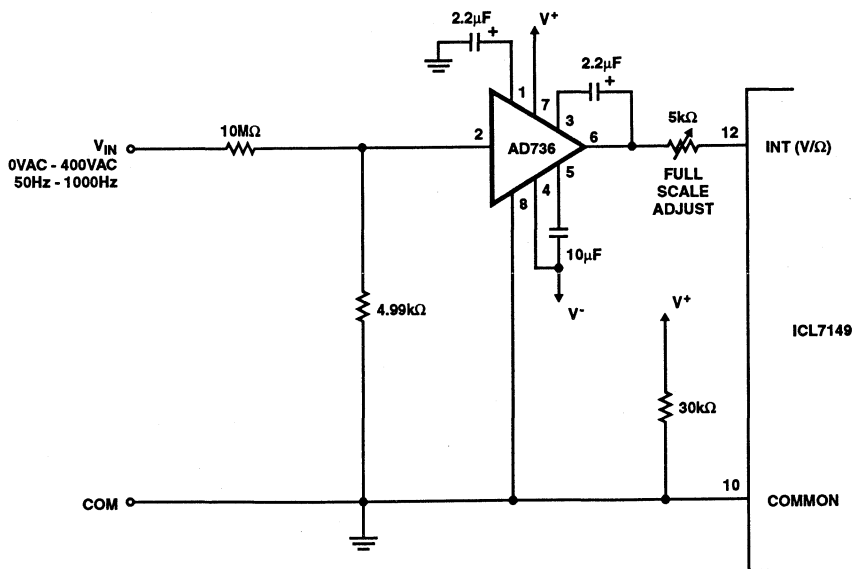 2.2µF
+
V+
2.2µF
+
1
7
3
5kΩ
10MΩ
2
AD736
6
12
INT (V/Ω)
VIN
0VAC - 400VAC
50Hz - 1000Hz
8
4
5
FULL
SCALE
ADJUST
10µF
V-
V+
4.99kΩ
ICL7149
30kΩ
10
COM
COMMON